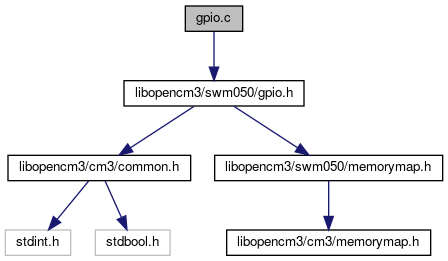 gpio.c
libopencm3/swm050/gpio.h
libopencm3/cm3/common.h
libopencm3/swm050/memorymap.h
stdint.h
stdbool.h
libopencm3/cm3/memorymap.h